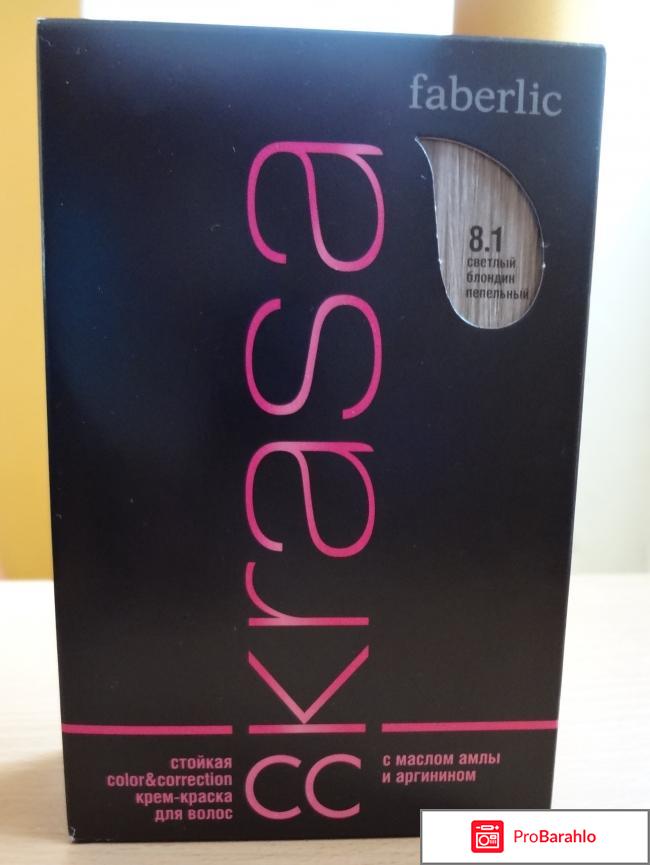 faberlic
8.1
светлый
блондин
пепельный
krasa
CC
стойкая
color&correction
крем-краска
для волос
с маслом амлы
и аргинином
ProBarahlo